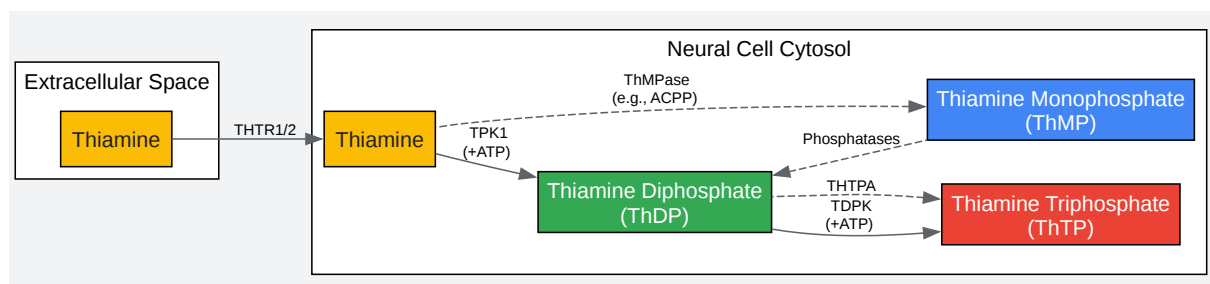 Neural Cell Cytosol
Extracellular Space
Thiamine
THTR1/2
Thiamine
ThMPase
(e.g., ACPP)
TPK1
(+ATP)
Thiamine Monophosphate
(ThMP)
Phosphatases
Thiamine Diphosphate
(ThDP)
THTPA
TDPK
(+ATP)
Thiamine Triphosphate
(ThTP)